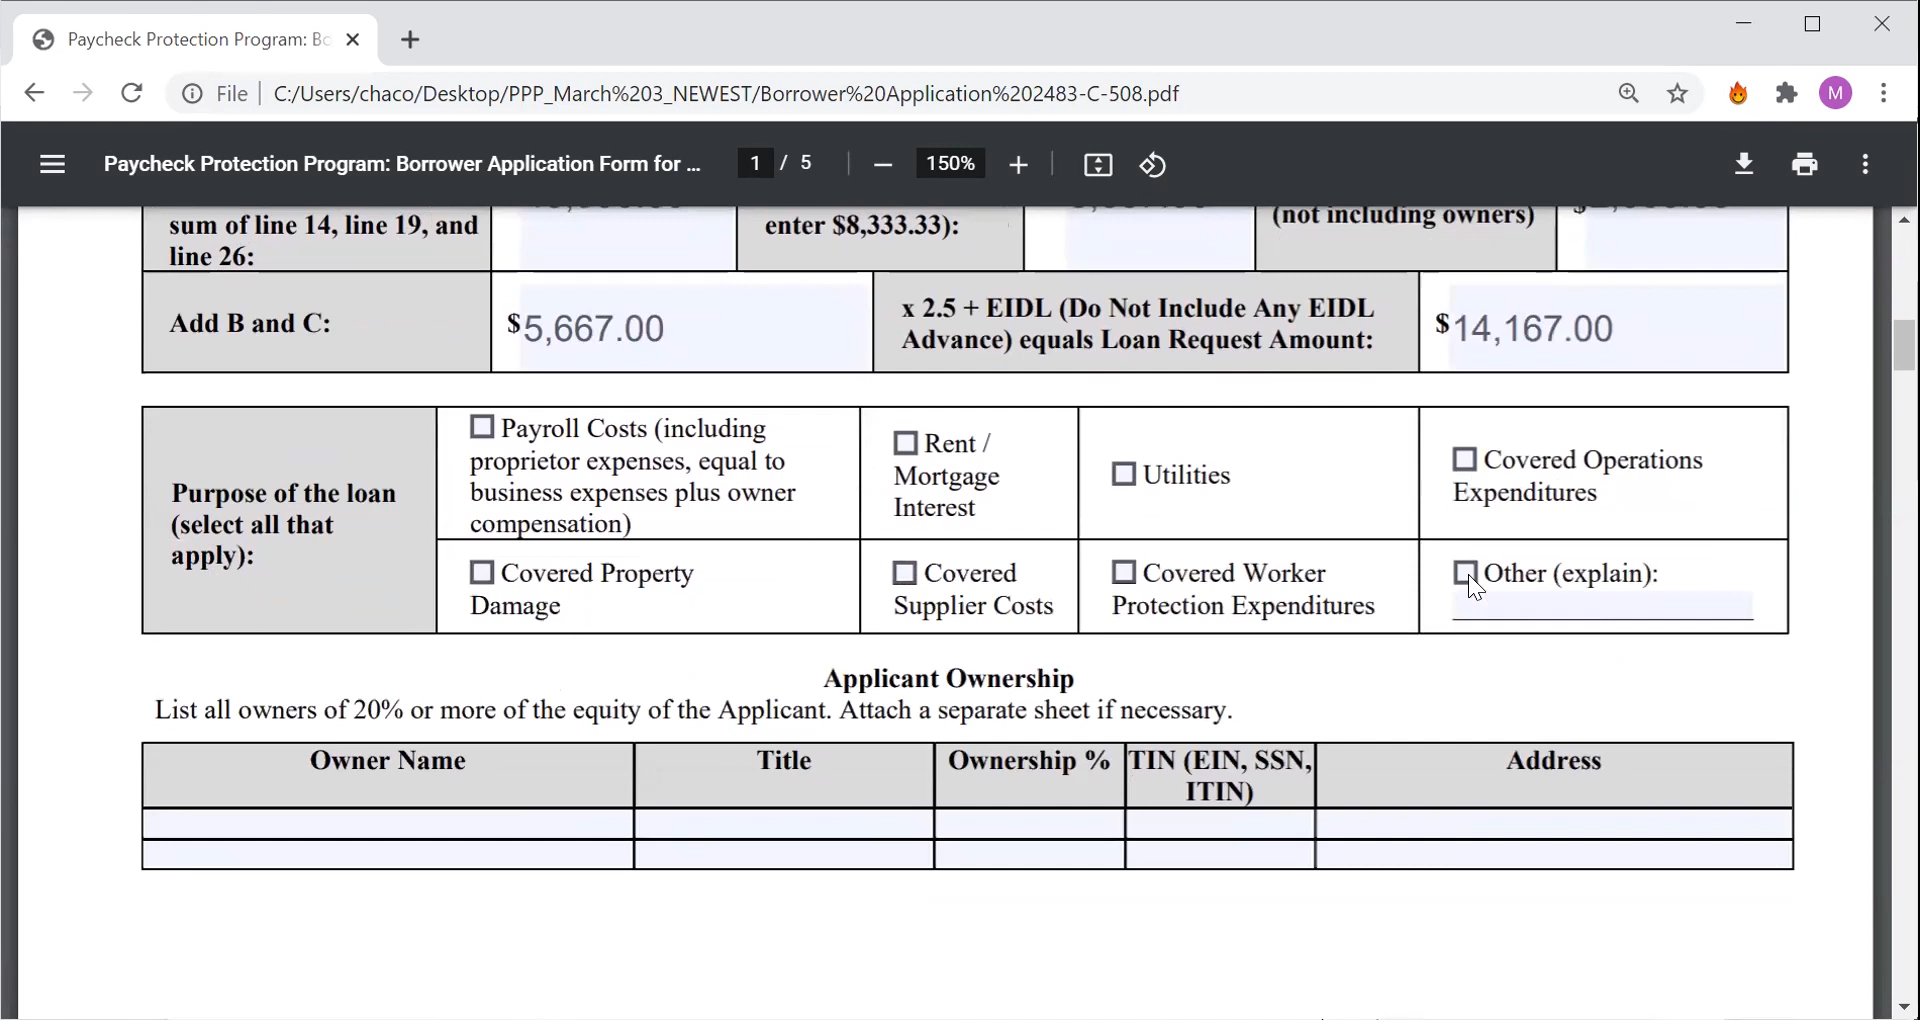 Paycheck Protection Program: Bo
File C:/Users/chaco/Desktop/PPP_March%203_NEWEST/Borrower%20Application%202483-C-508.pdf
M
Paycheck Protection Program: Borrower Application Form for ...
1 / 5
150%
sum of line 14, line 19, and
line 26:
enter $8,333.33):
(not including owners)
Add B and C:
$5,667.00
x 2.5 + EIDL (Do Not Include Any EIDL
Advance) equals Loan Request Amount:
$14,167.00
Purpose of the loan
(select all that
apply):
Payroll Costs (including
proprietor expenses, equal to
business expenses plus owner
compensation)
Rent /
Mortgage
Interest
Utilities
Covered Operations
Expenditures
Covered Property
Damage
Covered
Supplier Costs
Covered Worker
Protection Expenditures
Other (explain):
Applicant Ownership
List all owners of 20% or more of the equity of the Applicant. Attach a separate sheet if necessary.
Owner Name
Title
Ownership %
TIN (EIN, SSN,
ITIN)
Address